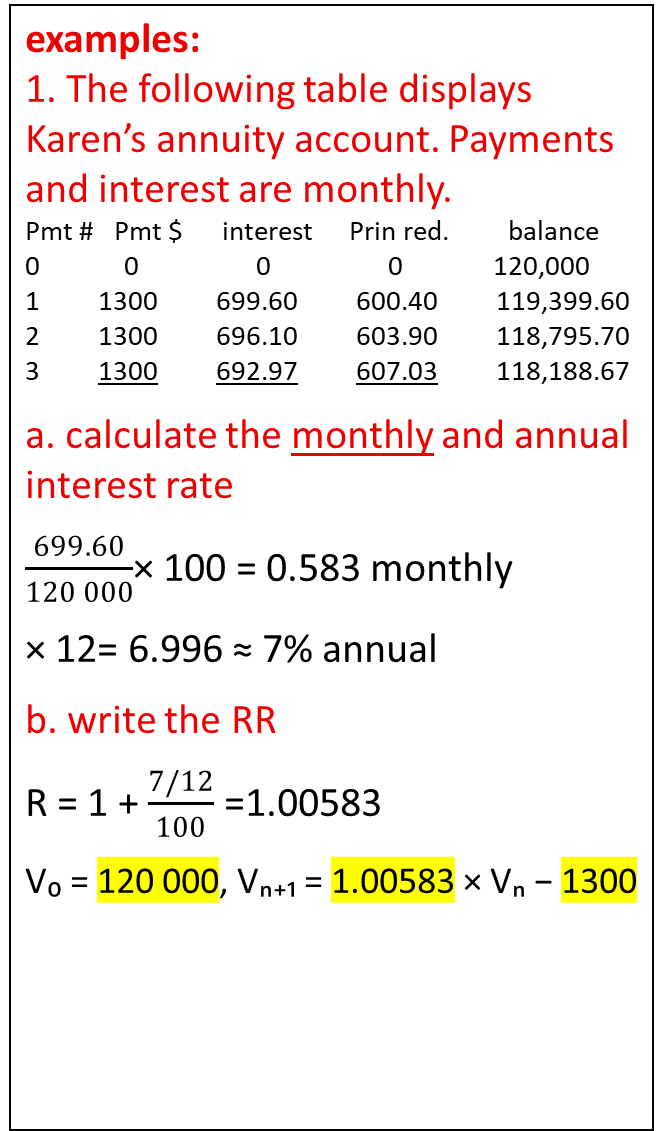 examples:
1. The following table displays
Karen’s annuity account. Payments
and interest are monthly.
Pmt # Pmt $ interest Prin red. balance
0 0 0 0 120,000
1 1300 699.60 600.40 119,399.60
2 1300 696.10 603.90 118,795.70
3 1300 692.97 607.03 118,188.67
a. calculate the monthly and annual
interest rate
699.60
120 000
× 100 = 0.583 monthly
× 12= 6.996 ≈ 7% annual
b. write the RR
R = 1 + (7/12)/100 =1.00583
V₀ = 120 000, Vₙ₊₁ = 1.00583 × Vₙ − 1300